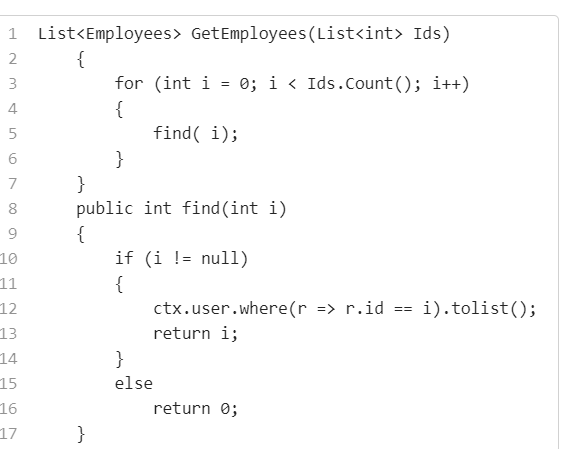 1 List<Employees> GetEmployees(List<int> Ids)
2 {
3 for (int i = 0; i < Ids.Count(); i++)
4 {
5 find( i);
6 }
7 }
8 public int find(int i)
9 {
10 if (i != null)
11 {
12 ctx.user.where(r => r.id == i).tolist();
13 return i;
14 }
15 else
16 return 0;
17 }